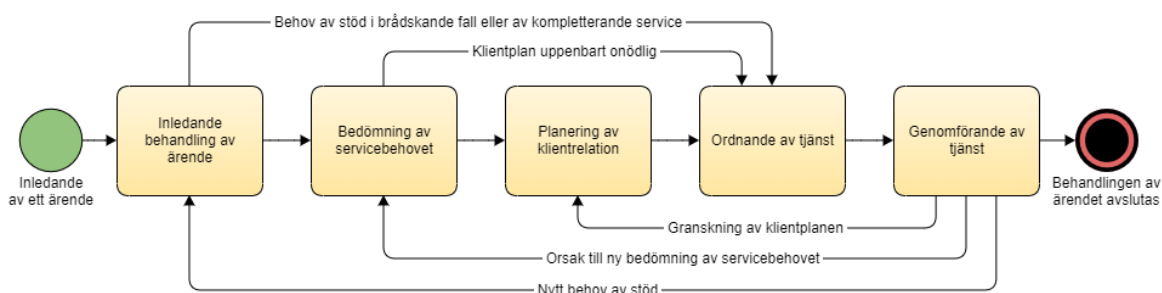 Behov av stöd i brådskande fall eller av kompletterande service
Klientplan uppenbart onödlig
Inledande
behandling av
ärende
Bedömning av
servicebehovet
Planering av
klientrelation
Ordnande av tjänst
Genomförande av
tjänst
Inledande
av ett ärende
Behandlingen av
ärendet avslutas
Granskning av klientplanen
Orsak till ny bedömning av servicebehovet
Nytt behov av stöd